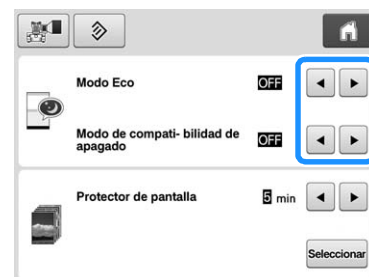 Modo Eco OFF
Modo de compati- bilidad de OFF
apagado
Protector de pantalla 5 min
Seleccionar